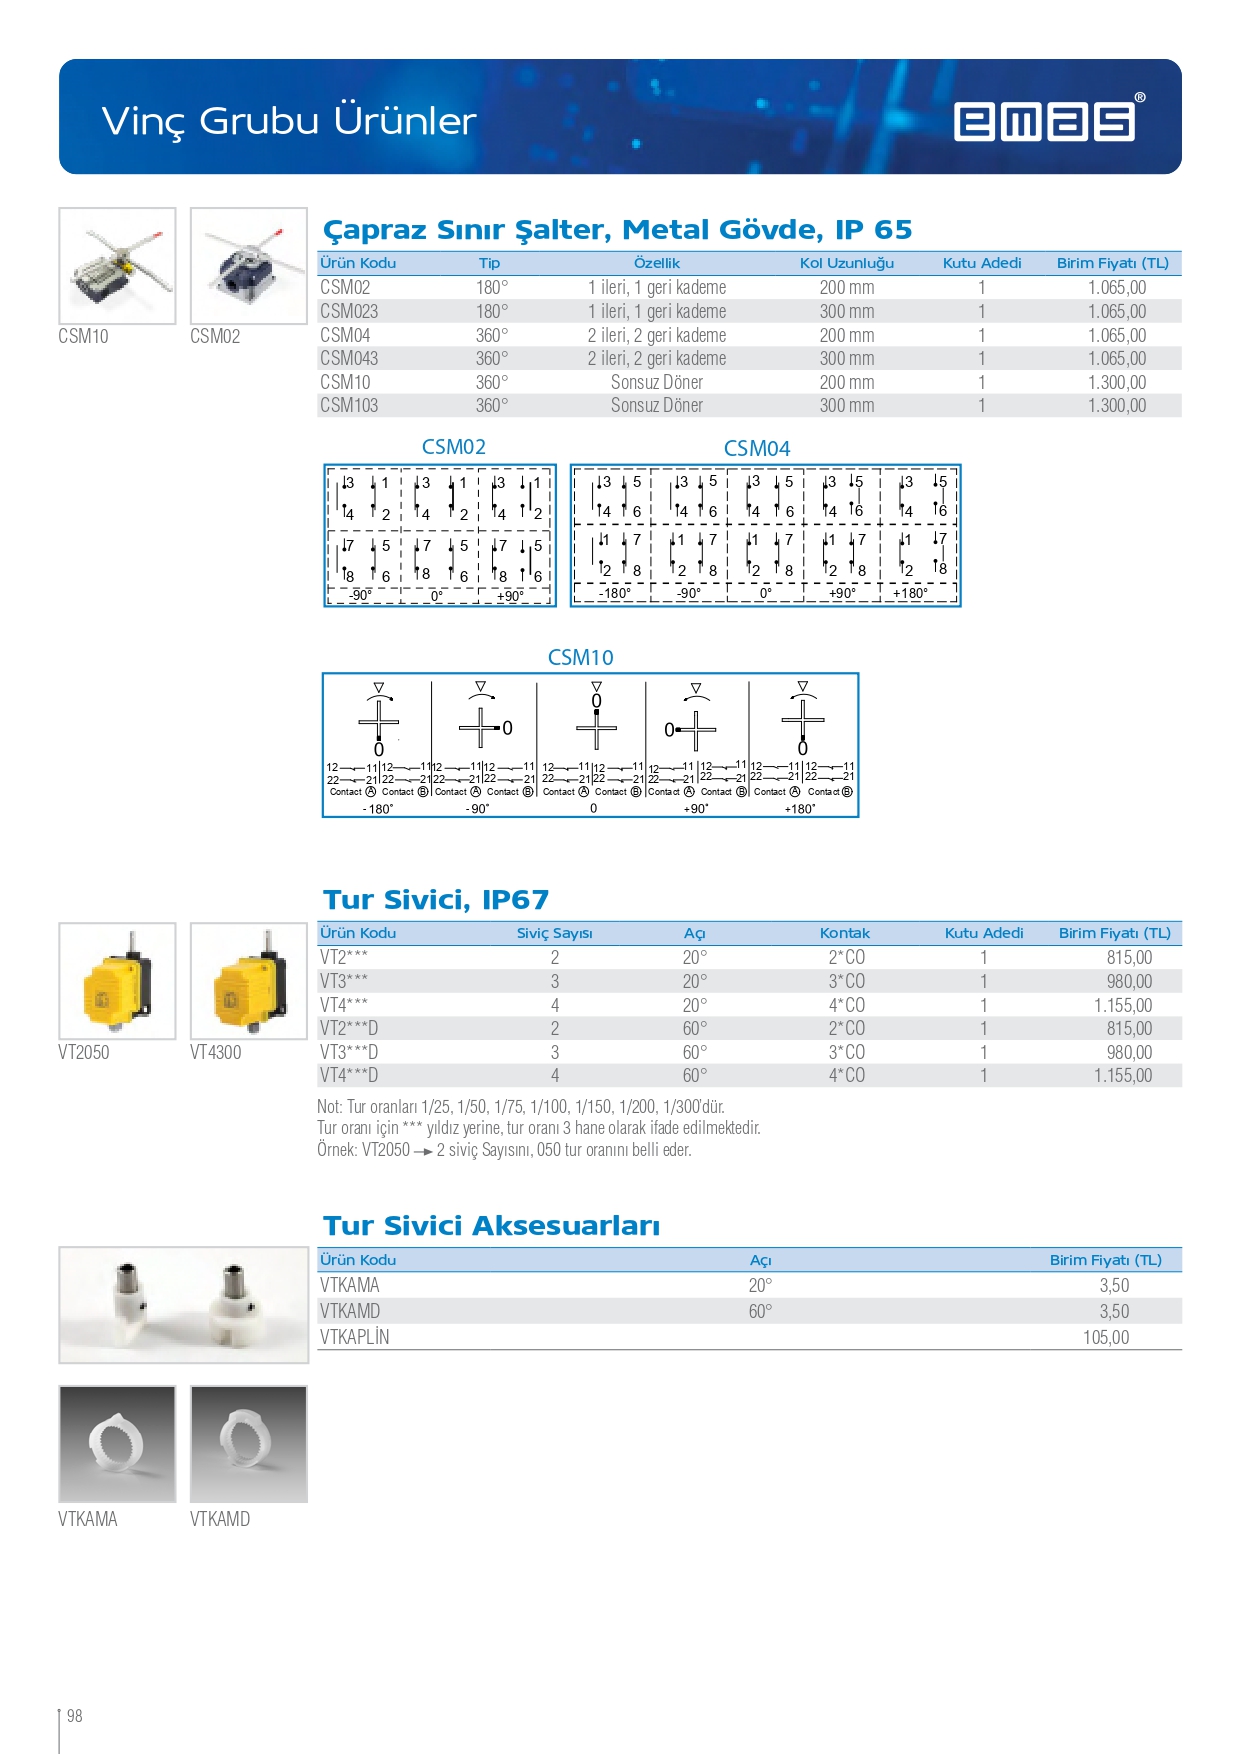 Vinç Grubu Ürünler
emas®
Çapraz Sınır Şalter, Metal Gövde, IP 65
Ürün Kodu Tip Özellik Kol Uzunluğu Kutu Adedi Birim Fiyatı (TL)
CSM02 180° 1 ileri, 1 geri kademe 200 mm 1 1.065,00
CSM023 180° 1 ileri, 1 geri kademe 300 mm 1 1.065,00
CSM04 360° 2 ileri, 2 geri kademe 200 mm 1 1.065,00
CSM043 360° 2 ileri, 2 geri kademe 300 mm 1 1.065,00
CSM10 360° Sonsuz Döner 200 mm 1 1.300,00
CSM103 360° Sonsuz Döner 300 mm 1 1.300,00
CSM10 CSM02
CSM02
3 1 3 1 3 1
4 2 4 2 4 2
7 5 7 5 7 5
8 6 8 6 8 6
-90° 0° +90°
CSM04
3 5 3 5 3 5 3 5 3 5
4 6 4 6 4 6 4 6 4 6
1 7 1 7 1 7 1 7 1 7
2 8 2 8 2 8 2 8 2 8
-180° -90° 0° +90° +180°
CSM10
0 0 0 0 0
12 11 12 11 12 11 12 11 12 11 12 11 12 11 12 11 12 11 12 11
22 21 22 21 22 21 22 21 22 21 22 21 22 21 22 21 22 21 22 21
Contact A Contact B Contact A Contact B Contact A Contact B Contact A Contact B Contact A Contact B
-180° -90° 0 +90° +180°
Tur Sivici, IP67
Ürün Kodu Siviç Sayısı Açı Kontak Kutu Adedi Birim Fiyatı (TL)
VT2*** 2 20° 2*CO 1 815,00
VT3*** 3 20° 3*CO 1 980,00
VT4*** 4 20° 4*CO 1 1.155,00
VT2***D 2 60° 2*CO 1 815,00
VT3***D 3 60° 3*CO 1 980,00
VT4***D 4 60° 4*CO 1 1.155,00
VT2050 VT4300
Not: Tur oranları 1/25, 1/50, 1/75, 1/100, 1/150, 1/200, 1/300'dür.
Tur oranı için *** yıldız yerine, tur oranı 3 hane olarak ifade edilmektedir.
Örnek: VT2050 → 2 siviç Sayısını, 050 tur oranını belli eder.
Tur Sivici Aksesuarları
Ürün Kodu Açı Birim Fiyatı (TL)
VTKAMA 20° 3,50
VTKAMD 60° 3,50
VTKAPLİN 105,00
VTKAMA VTKAMD
98